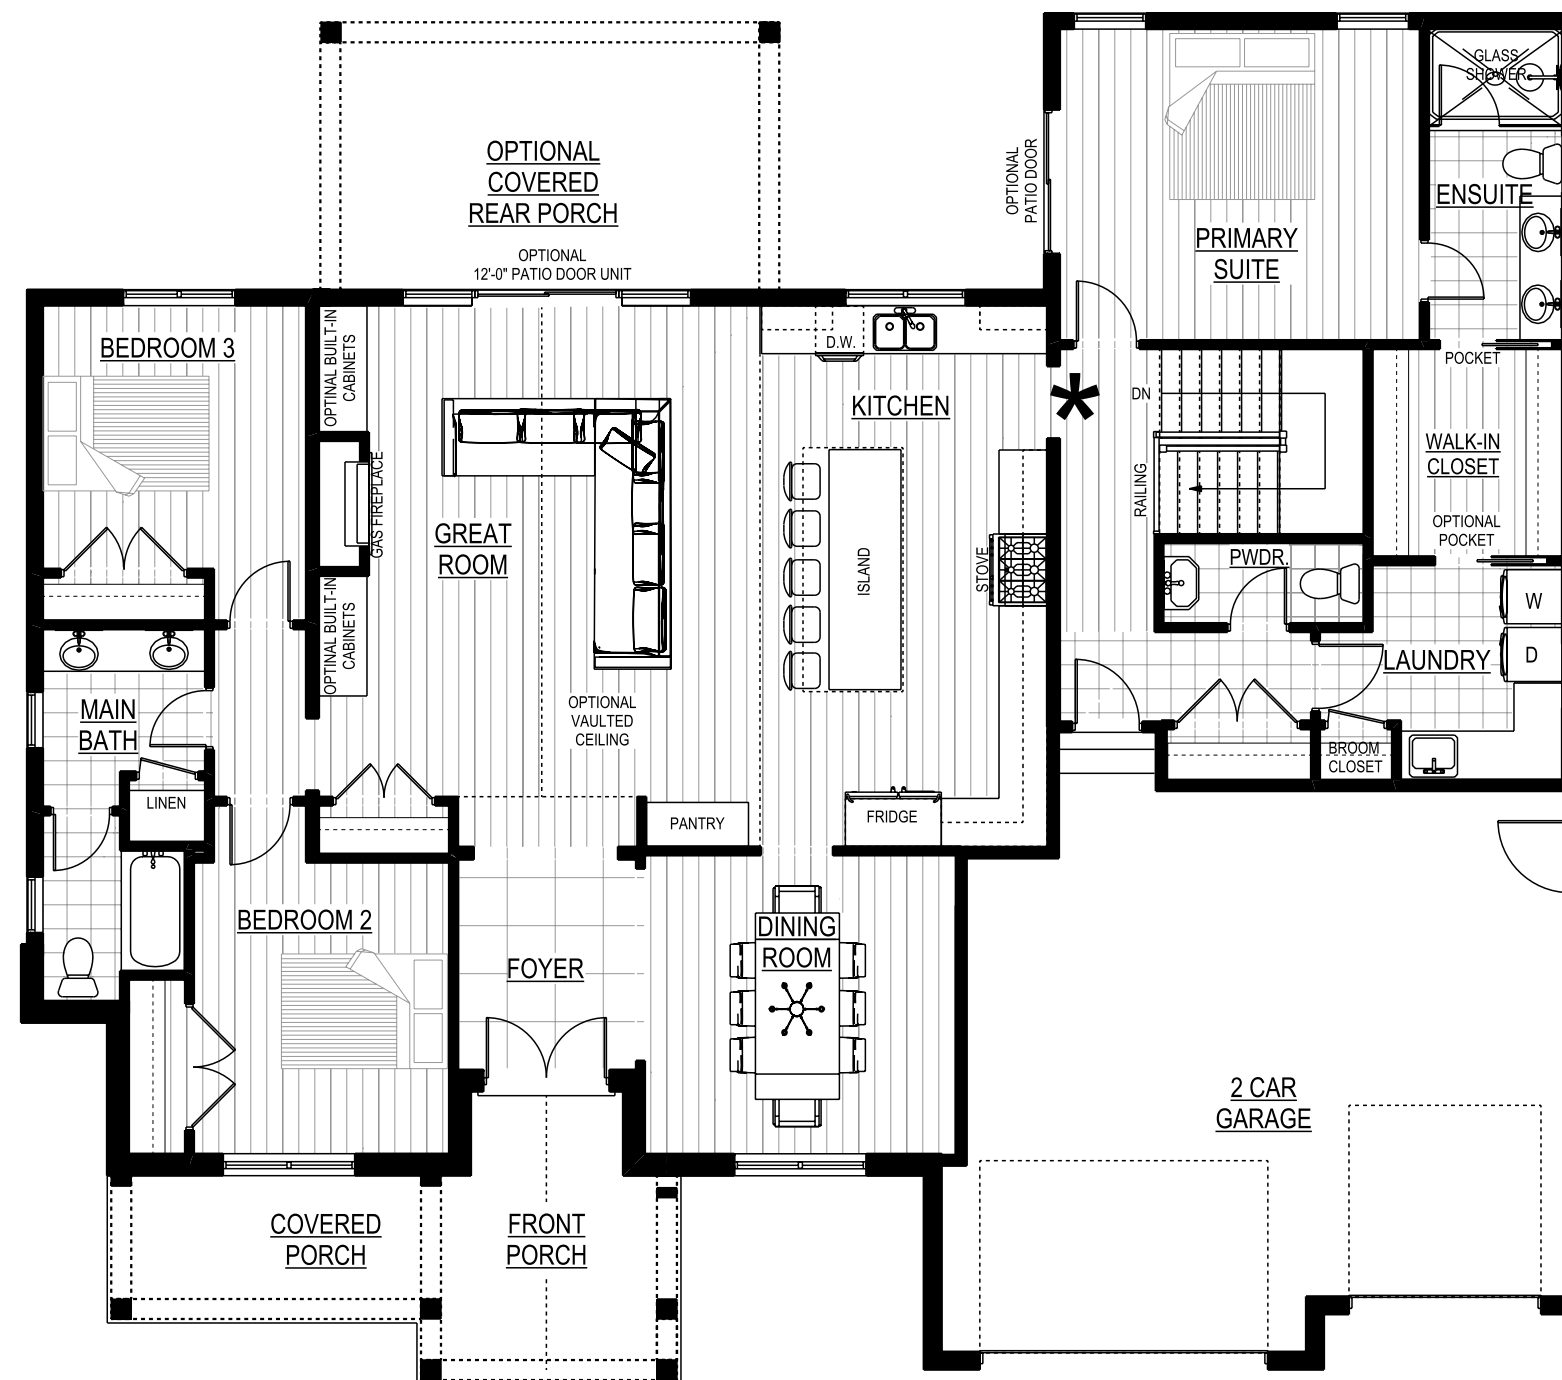 GLASS
SHOWER
OPTIONAL
COVERED
REAR PORCH
OPTIONAL
PATIO DOOR
ENSUITE
PRIMARY
SUITE
OPTIONAL
12'-0" PATIO DOOR UNIT
BEDROOM 3
OPTINAL BUILT-IN
CABINETS
D.W.
POCKET
KITCHEN
*
DN
WALK-IN
CLOSET
GAS FIREPLACE
RAILING
GREAT
ROOM
OPTIONAL
POCKET
ISLAND
STOVE
PWDR.
W
OPTINAL BUILT-IN
CABINETS
D
LAUNDRY
MAIN
BATH
OPTIONAL
VAULTED
CEILING
BROOM
CLOSET
LINEN
PANTRY
FRIDGE
BEDROOM 2
DINING
ROOM
FOYER
2 CAR
GARAGE
COVERED
PORCH
FRONT
PORCH